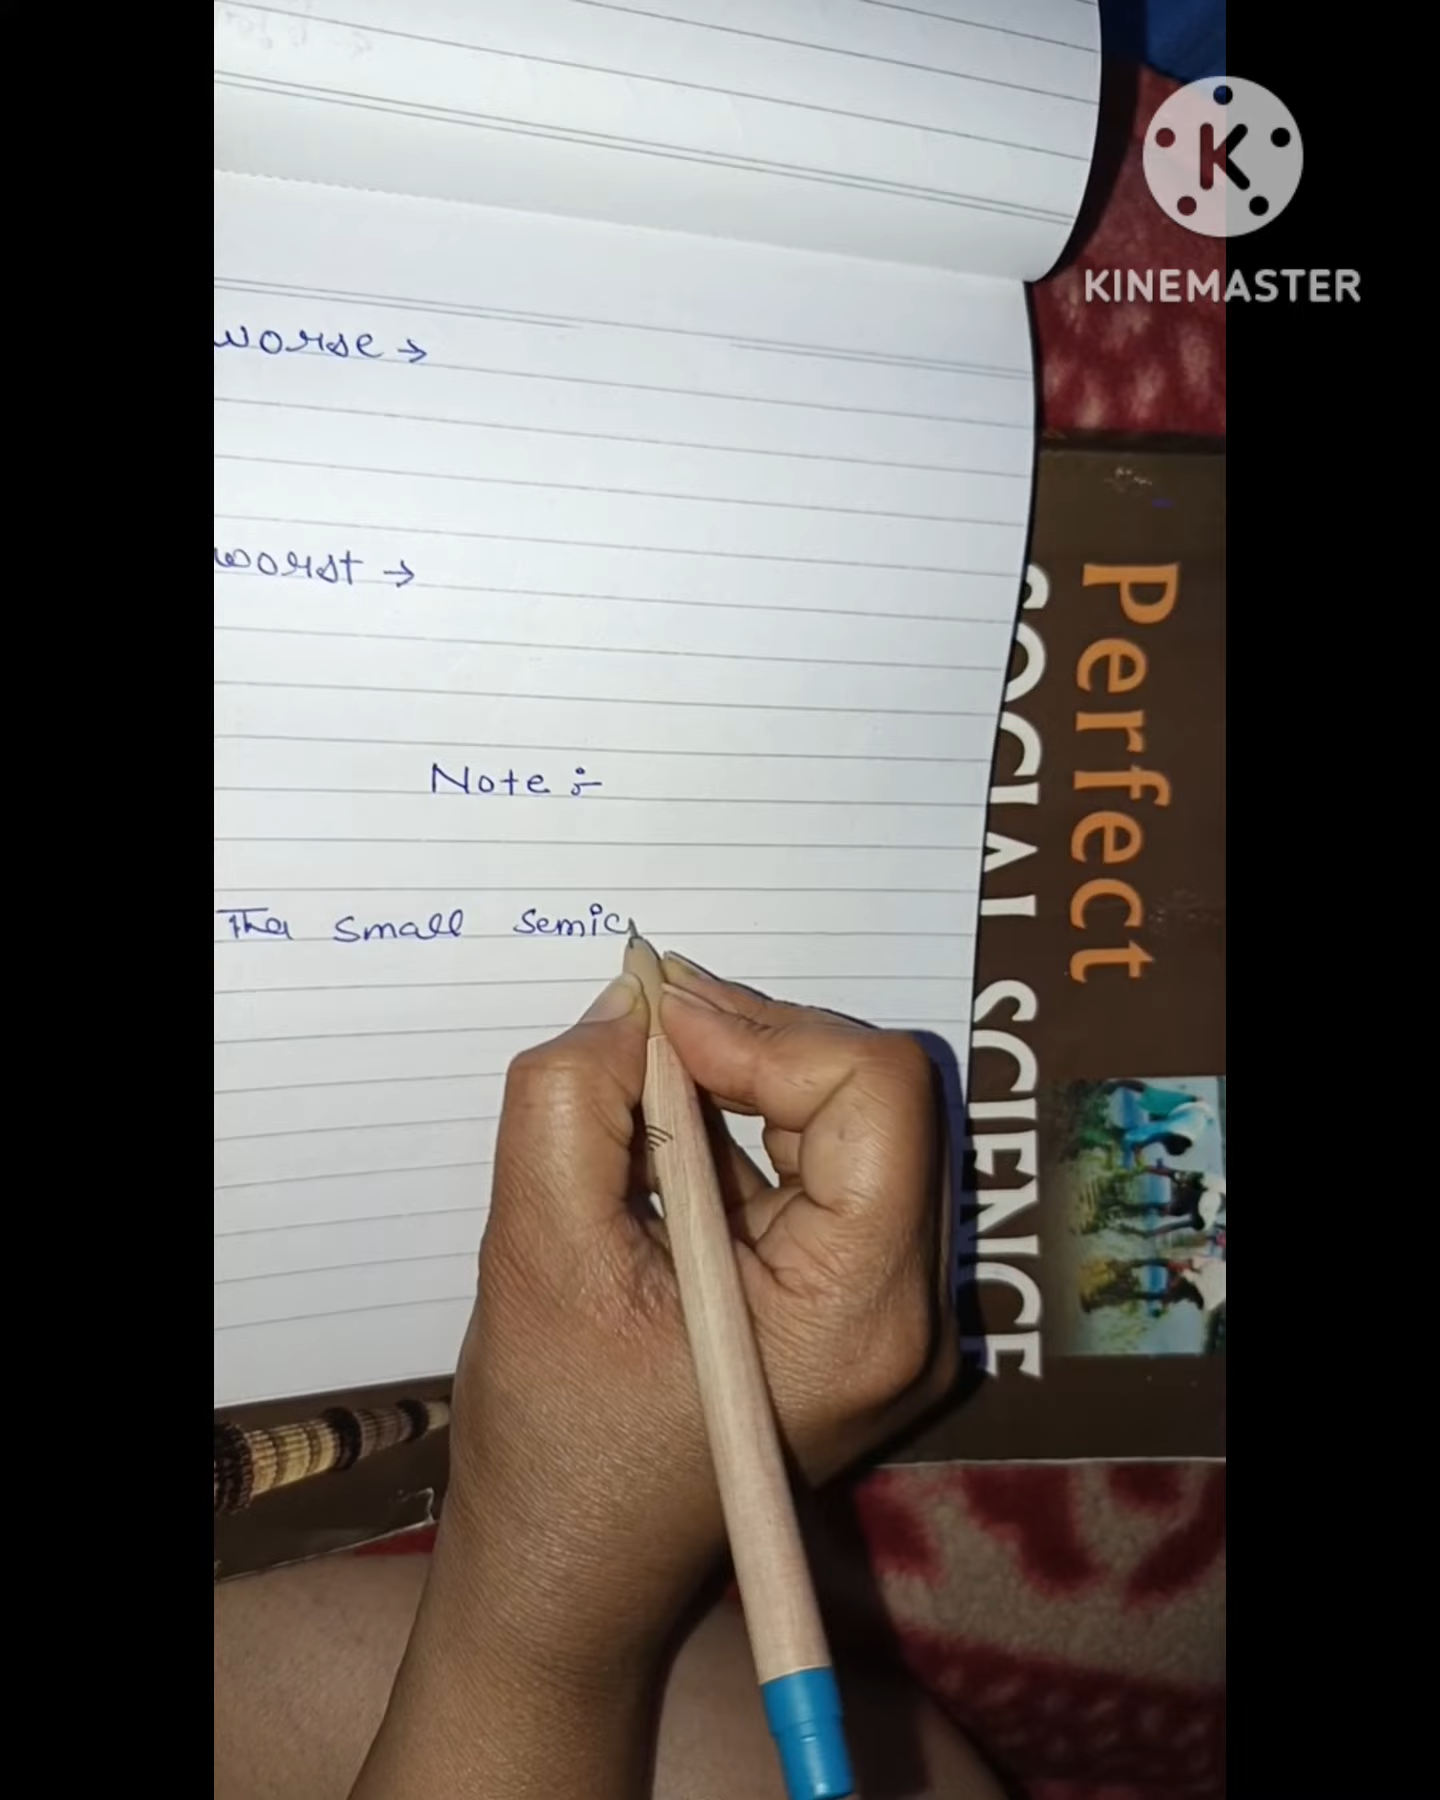 KINEMASTER
worse →
worst →
Note :-
The small semic
Perfect
SOCIAL SCIENCE